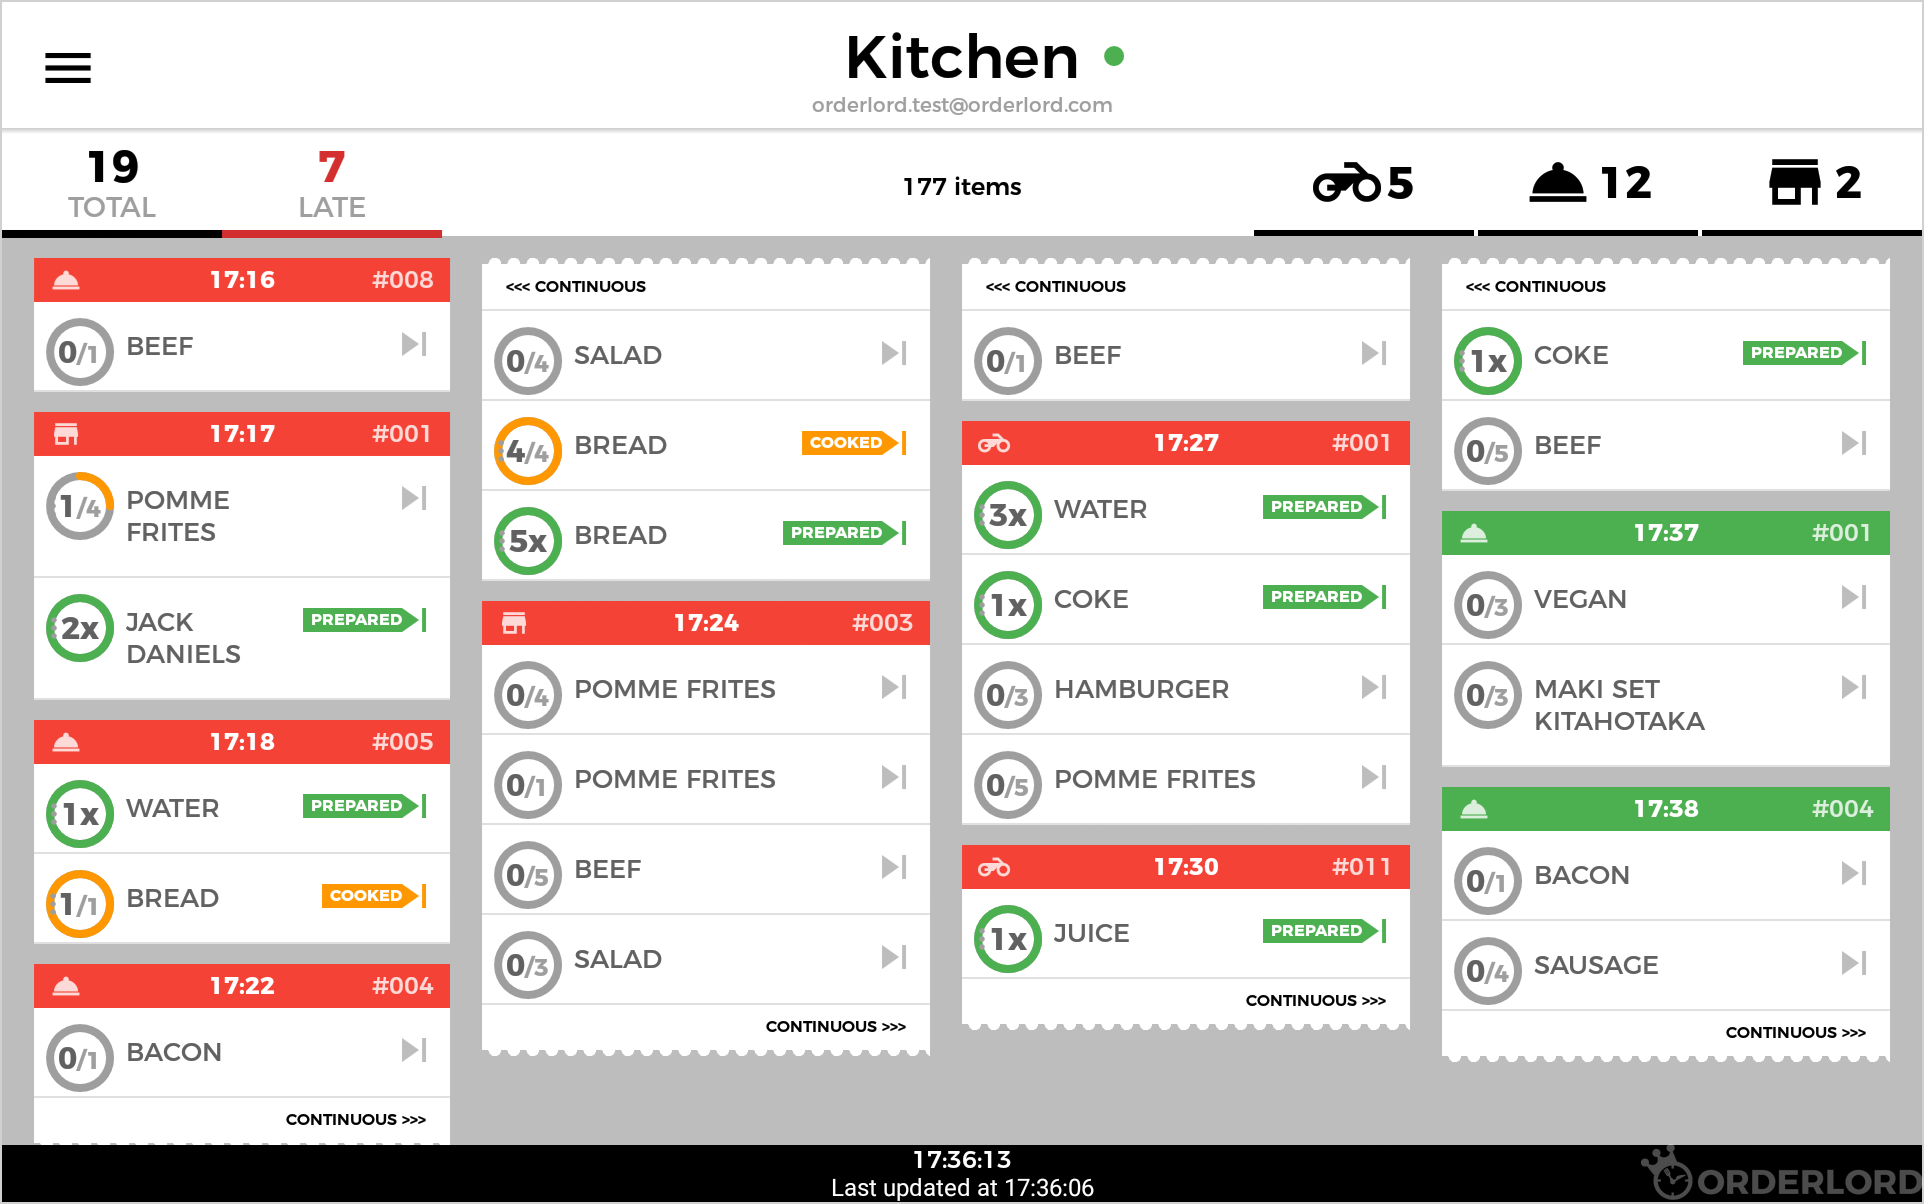 Kitchen
orderlord.test@orderlord.com
19
TOTAL
7
LATE
177 items
5
12
2
17:16 #008
0/1 BEEF
17:17 #001
1/4 POMME
FRITES
2x JACK
DANIELS
PREPARED
17:18 #005
1x WATER PREPARED
1/1 BREAD COOKED
17:22 #004
0/1 BACON
CONTINUOUS >>>
<<< CONTINUOUS
0/4 SALAD
4/4 BREAD COOKED
5x BREAD PREPARED
17:24 #003
0/4 POMME FRITES
0/1 POMME FRITES
0/5 BEEF
0/3 SALAD
CONTINUOUS >>>
<<< CONTINUOUS
0/1 BEEF
17:27 #001
3x WATER PREPARED
1x COKE PREPARED
0/3 HAMBURGER
0/5 POMME FRITES
17:30 #011
1x JUICE PREPARED
CONTINUOUS >>>
<<< CONTINUOUS
1x COKE PREPARED
0/5 BEEF
17:37 #001
0/3 VEGAN
0/3 MAKI SET
KITAHOTAKA
17:38 #004
0/1 BACON
0/4 SAUSAGE
CONTINUOUS >>>
17:36:13
Last updated at 17:36:06
ORDERLORD